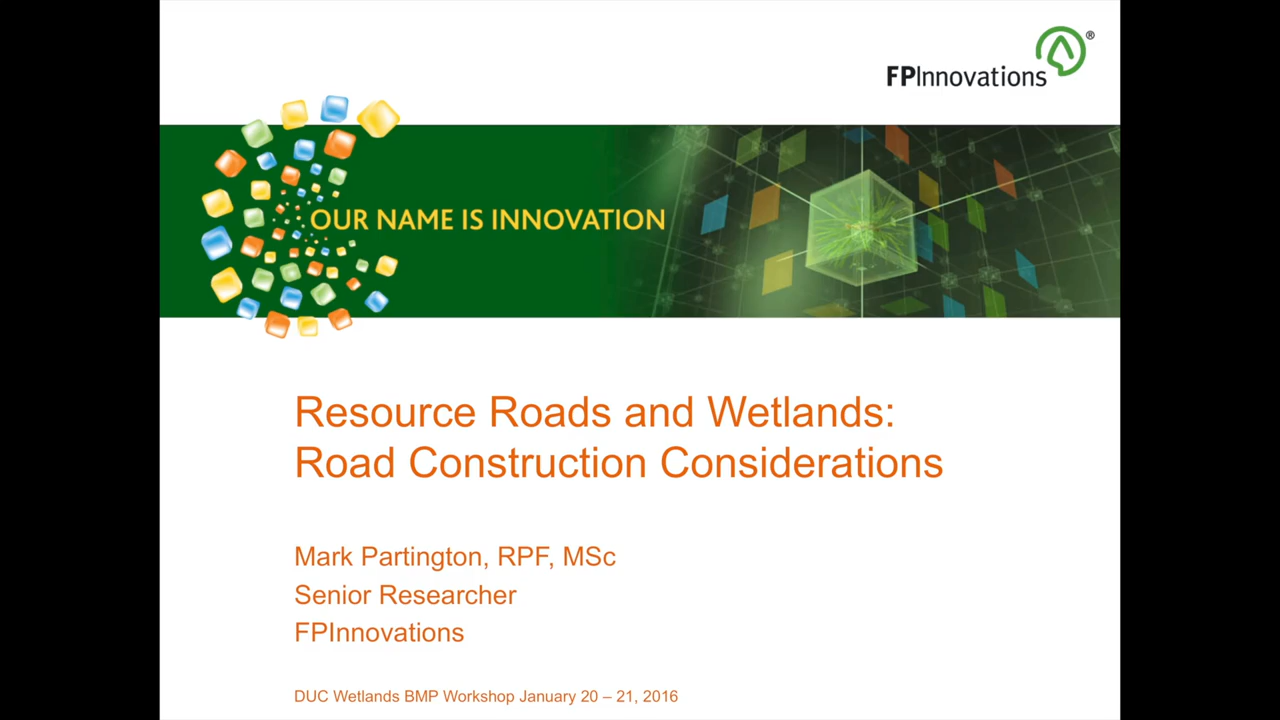 FPInnovations®
OUR NAME IS INNOVATION
Resource Roads and Wetlands:
Road Construction Considerations
Mark Partington, RPF, MSc
Senior Researcher
FPInnovations
DUC Wetlands BMP Workshop January 20 – 21, 2016